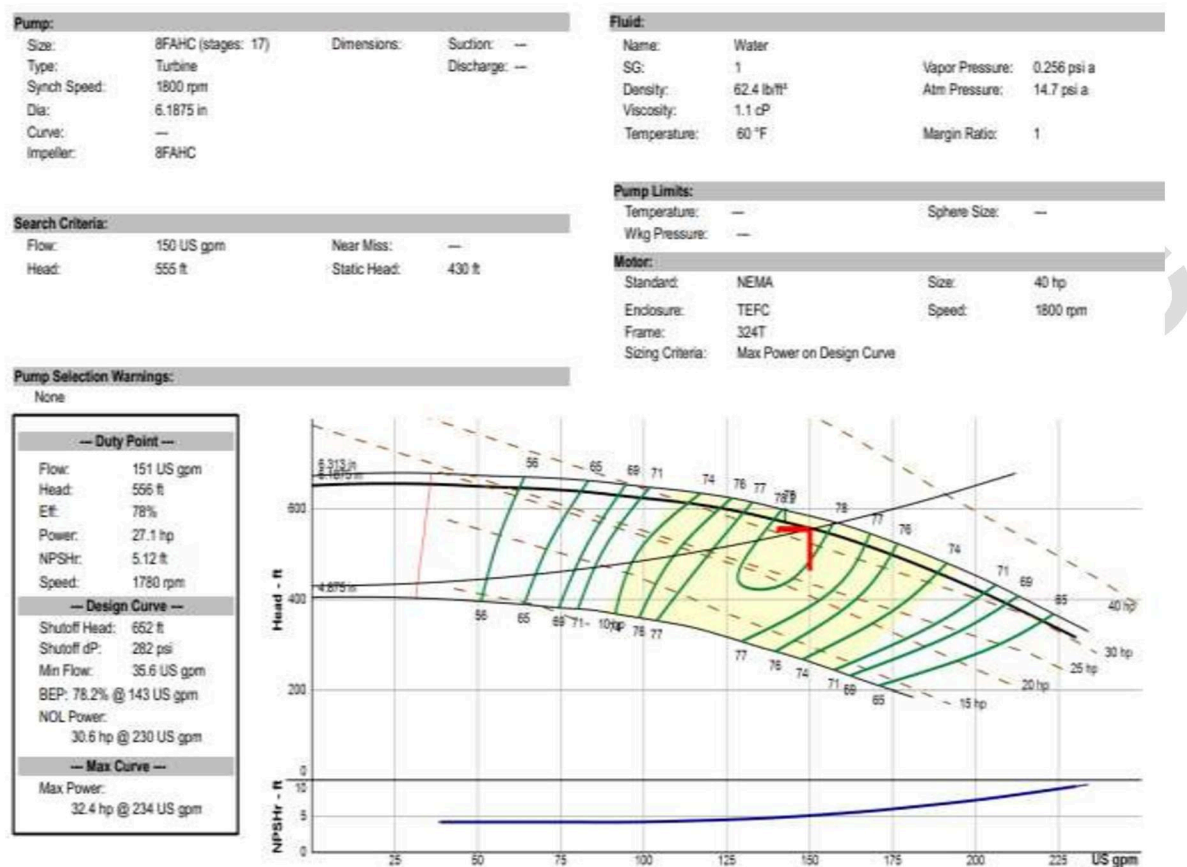 Pump:
Size: 8FAHC (stages: 17) Dimensions: Suction: ---
Type: Turbine Discharge: ---
Synch Speed: 1800 rpm
Dia: 6.1875 in
Curve: ---
Impeller: 8FAHC
Fluid:
Name: Water
SG: 1 Vapor Pressure: 0.256 psi a
Density: 62.4 lb/ft³ Atm Pressure: 14.7 psi a
Viscosity: 1.1 cP
Temperature: 60 °F Margin Ratio: 1
Search Criteria:
Flow: 150 US gpm Near Miss: ---
Head: 555 ft Static Head: 430 ft
Pump Limits:
Temperature: --- Sphere Size: ---
Wkg Pressure: ---
Motor:
Standard: NEMA Size: 40 hp
Enclosure: TEFC Speed: 1800 rpm
Frame: 324T
Sizing Criteria: Max Power on Design Curve
Pump Selection Warnings:
None
--- Duty Point ---
Flow: 151 US gpm
Head: 556 ft
Eff: 78%
Power: 27.1 hp
NPSHr: 5.12 ft
Speed: 1780 rpm
--- Design Curve ---
Shutoff Head: 652 ft
Shutoff dP: 282 psi
Min Flow: 35.6 US gpm
BEP: 78.2% @ 143 US gpm
NOL Power:
30.6 hp @ 230 US gpm
--- Max Curve ---
Max Power:
32.4 hp @ 234 US gpm
Head - ft
600
400
200
0
6.313 in
6.1875 in
4.875 in
56 65 69 71 74 76 77 78 77 76 74 71 69 65
56 65 69 71 10 hp 76 77 77 76 74 71 69 65
40 hp
30 hp
25 hp
20 hp
15 hp
NPSHr - ft
10
5
0
25 50 75 100 125 150 175 200 225 US gpm